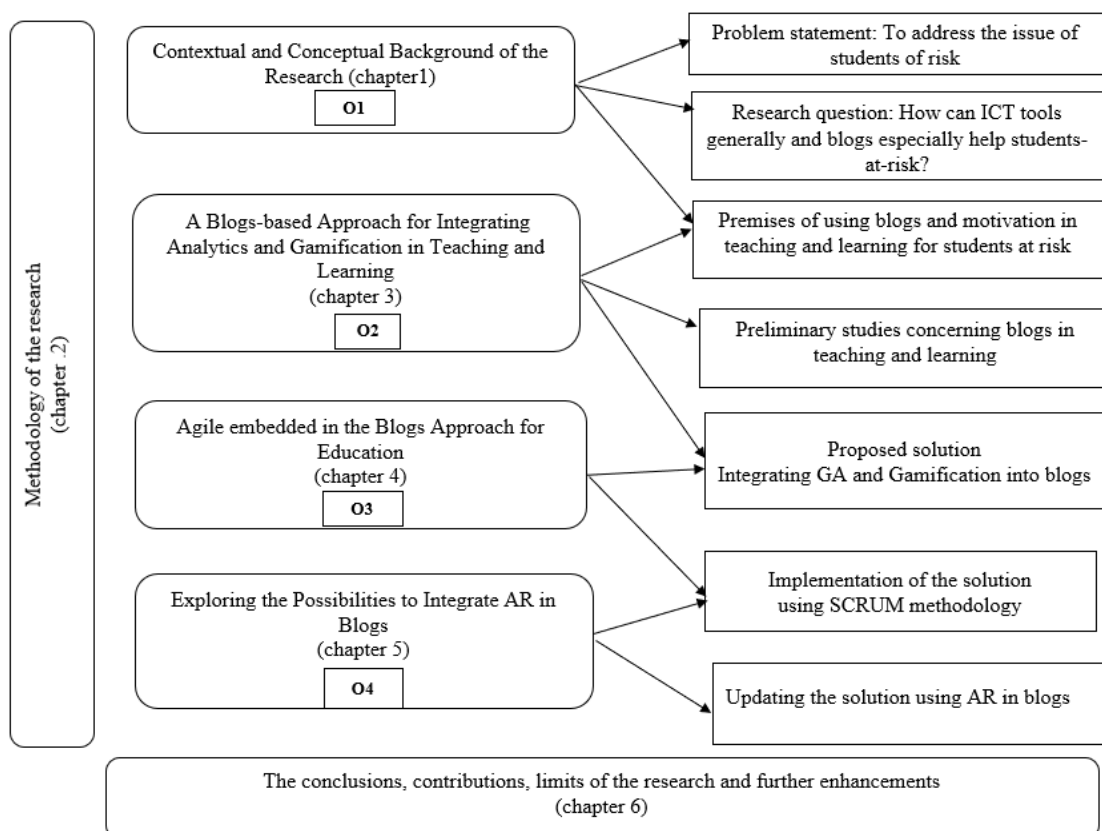 Methodology of the research
(chapter .2)
Contextual and Conceptual Background of the
Research (chapter1)
O1
A Blogs-based Approach for Integrating
Analytics and Gamification in Teaching and
Learning
(chapter 3)
O2
Agile embedded in the Blogs Approach for
Education
(chapter 4)
O3
Exploring the Possibilities to Integrate AR in
Blogs
(chapter 5)
O4
Problem statement: To address the issue of
students of risk
Research question: How can ICT tools
generally and blogs especially help students-
at-risk?
Premises of using blogs and motivation in
teaching and learning for students at risk
Preliminary studies concerning blogs in
teaching and learning
Proposed solution
Integrating GA and Gamification into blogs
Implementation of the solution
using SCRUM methodology
Updating the solution using AR in blogs
The conclusions, contributions, limits of the research and further enhancements
(chapter 6)